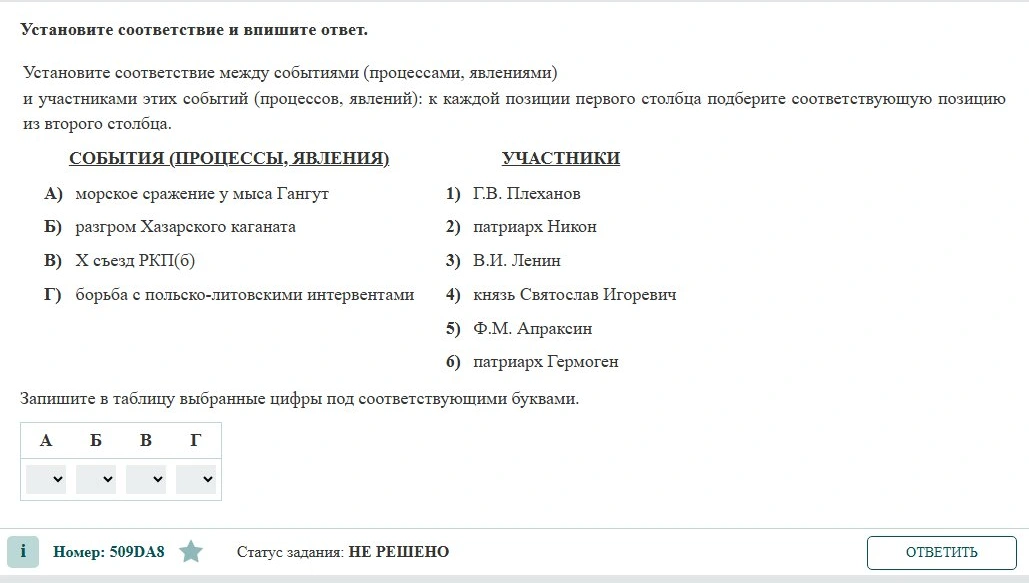 Установите соответствие и впишите ответ.
Установите соответствие между событиями (процессами, явлениями)
и участниками этих событий (процессов, явлений): к каждой позиции первого столбца подберите соответствующую позицию
из второго столбца.
СОБЫТИЯ (ПРОЦЕССЫ, ЯВЛЕНИЯ) УЧАСТНИКИ
А) морское сражение у мыса Гангут 1) Г.В. Плеханов
Б) разгром Хазарского каганата 2) патриарх Никон
В) X съезд РКП(б) 3) В.И. Ленин
Г) борьба с польско-литовскими интервентами 4) князь Святослав Игоревич
5) Ф.М. Апраксин
6) патриарх Гермоген
Запишите в таблицу выбранные цифры под соответствующими буквами.
А Б В Г
i Номер: 509DA8 Статус задания: НЕ РЕШЕНО ОТВЕТИТЬ